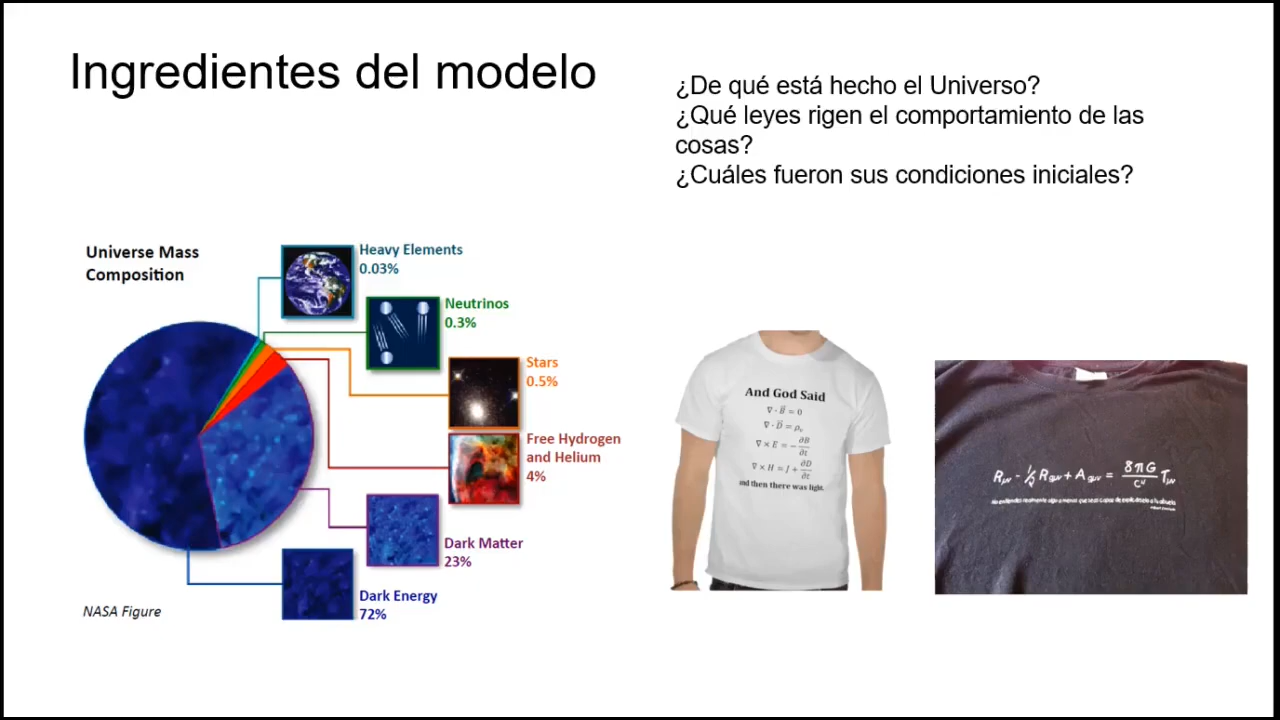 Ingredientes del modelo
¿De qué está hecho el Universo?
¿Qué leyes rigen el comportamiento de las
cosas?
¿Cuáles fueron sus condiciones iniciales?
Universe Mass
Composition
Heavy Elements
0.03%
Neutrinos
0.3%
Stars
0.5%
Free Hydrogen
and Helium
4%
Dark Matter
23%
Dark Energy
72%
NASA Figure
And God Said
∇ · B⃗ = 0
∇ · D⃗ = ρᵥ
∇ × E = − ∂B/∂t
∇ × H = J + ∂D/∂t
and then there was light.